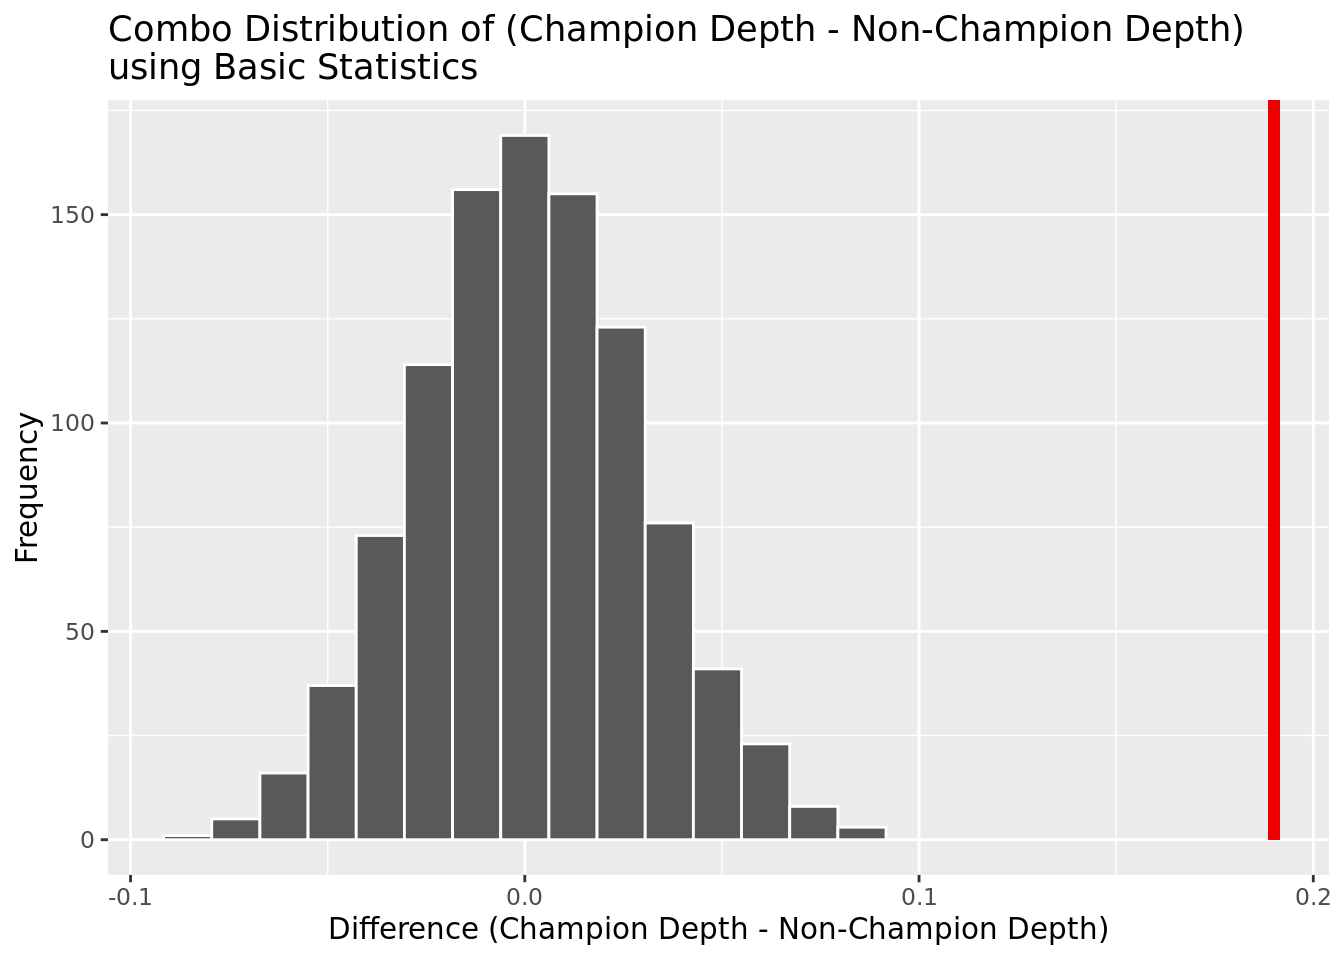 Combo Distribution of (Champion Depth - Non-Champion Depth)
using Basic Statistics
Frequency
150
100
50
0
-0.1
0.0
0.1
0.2
Difference (Champion Depth - Non-Champion Depth)